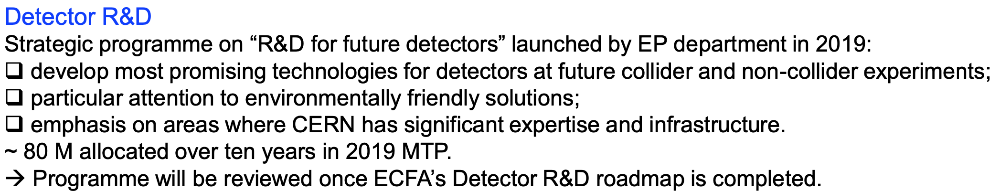 Detector R&D
Strategic programme on “R&D for future detectors” launched by EP department in 2019:
❑ develop most promising technologies for detectors at future collider and non-collider experiments;
❑ particular attention to environmentally friendly solutions;
❑ emphasis on areas where CERN has significant expertise and infrastructure.
~ 80 M allocated over ten years in 2019 MTP.
→ Programme will be reviewed once ECFA’s Detector R&D roadmap is completed.